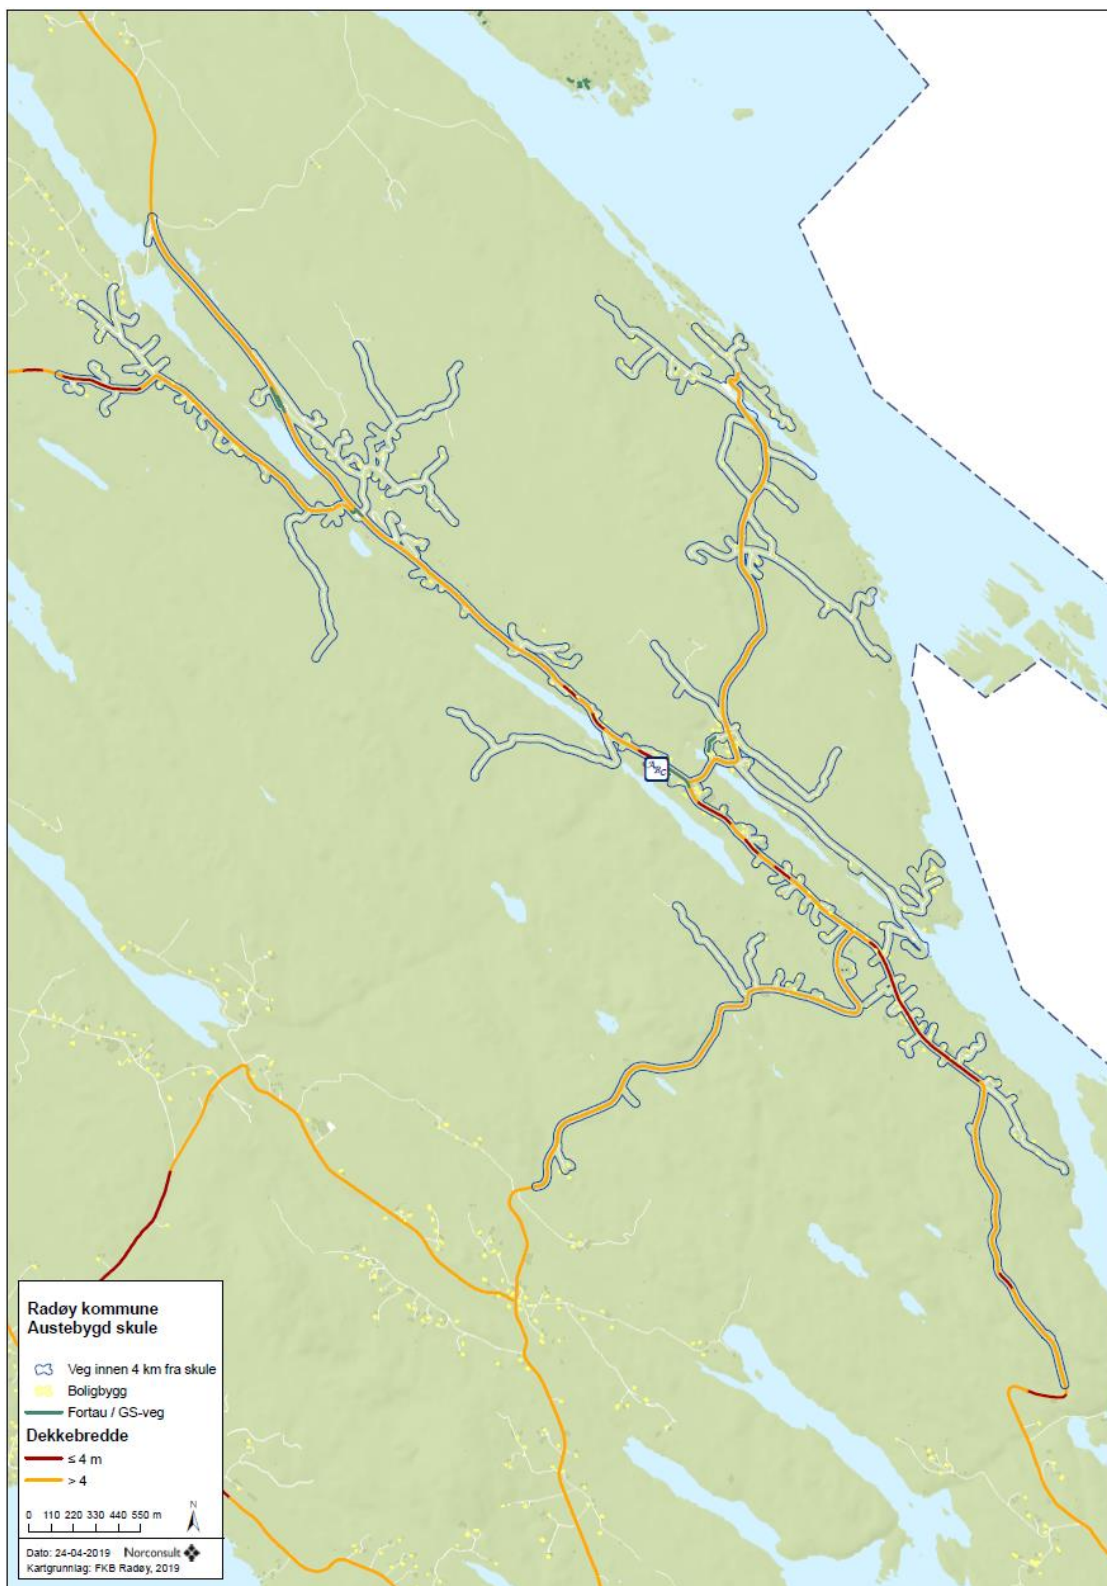 ABC
Radøy kommune
Austebygd skule
Veg innen 4 km fra skule
Boligbygg
Fortau / GS-veg
Dekkebredde
≤ 4 m
> 4
N
0 110 220 330 440 550 m
Dato: 24-04-2019 Norconsult
Kartgrunnlag: FKB Radøy, 2019